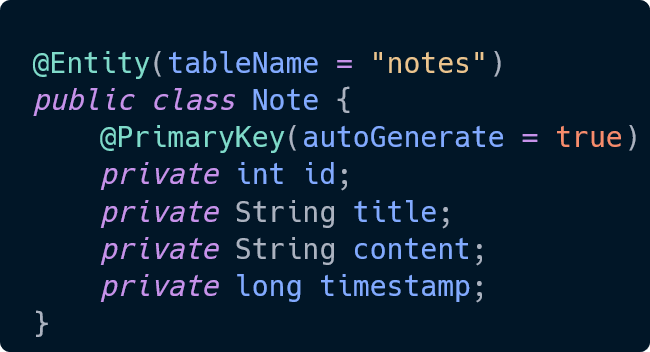 @Entity(tableName = "notes")
public class Note {
    @PrimaryKey(autoGenerate = true)
    private int id;
    private String title;
    private String content;
    private long timestamp;
}